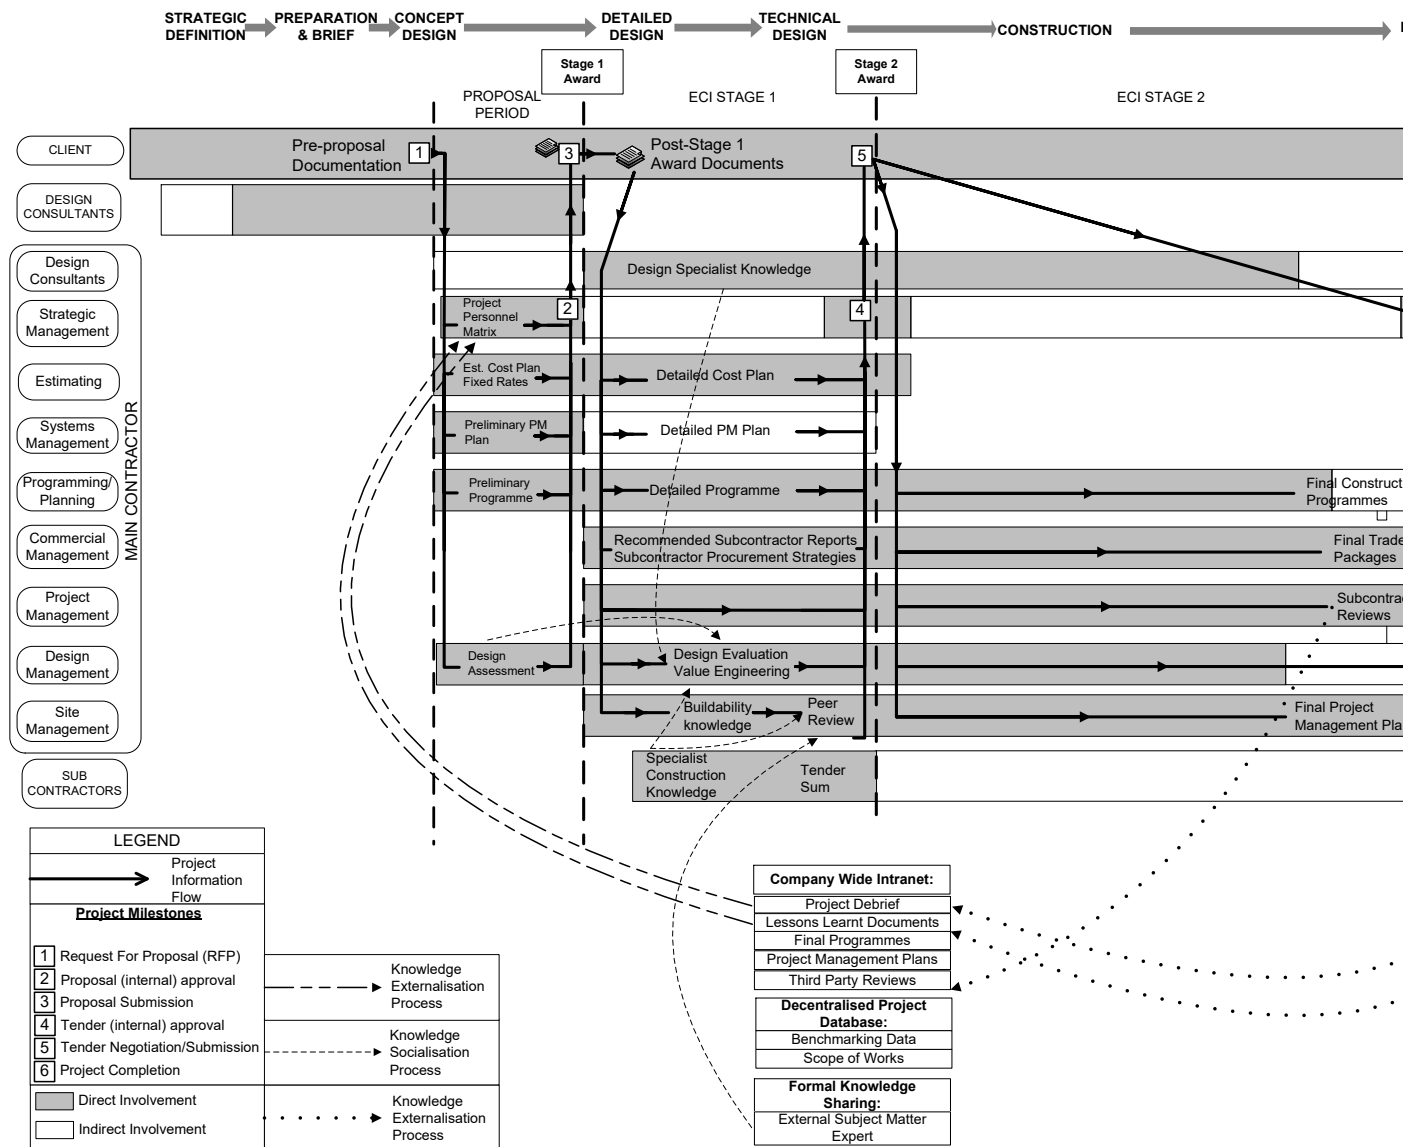 STRATEGIC
DEFINITION
PREPARATION
& BRIEF
CONCEPT
DESIGN
DETAILED
DESIGN
TECHNICAL
DESIGN
CONSTRUCTION
Stage 1
Award
Stage 2
Award
PROPOSAL
PERIOD
ECI STAGE 1
ECI STAGE 2
CLIENT
Pre-proposal
Documentation
1
3
Post-Stage 1
Award Documents
5
DESIGN
CONSULTANTS
MAIN CONTRACTOR
Design
Consultants
Design Specialist Knowledge
Strategic
Management
Project
Personnel
Matrix
2
4
Estimating
Est. Cost Plan
Fixed Rates
Detailed Cost Plan
Systems
Management
Preliminary PM
Plan
Detailed PM Plan
Programming/
Planning
Preliminary
Programme
Detailed Programme
Final Construct
Programmes
Commercial
Management
Recommended Subcontractor Reports
Subcontractor Procurement Strategies
Final Trade
Packages
Project
Management
Subcontrac
Reviews
Design
Management
Design
Assessment
Design Evaluation
Value Engineering
Site
Management
Buildability
knowledge
Peer
Review
Final Project
Management Pla
SUB
CONTRACTORS
Specialist
Construction
Knowledge
Tender
Sum
LEGEND
Project
Information
Flow
Project Milestones
1 Request For Proposal (RFP)
2 Proposal (internal) approval
3 Proposal Submission
4 Tender (internal) approval
5 Tender Negotiation/Submission
6 Project Completion
Direct Involvement
Indirect Involvement
Knowledge
Externalisation
Process
Knowledge
Socialisation
Process
Knowledge
Externalisation
Process
Company Wide Intranet:
Project Debrief
Lessons Learnt Documents
Final Programmes
Project Management Plans
Third Party Reviews
Decentralised Project
Database:
Benchmarking Data
Scope of Works
Formal Knowledge
Sharing:
External Subject Matter
Expert